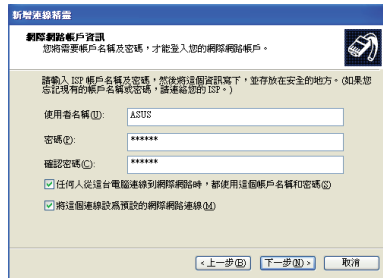 新增連線精靈
網際網路帳戶資訊
您將需要帳戶名稱及密碼，才能登入您的網際網路帳戶。
請輸入 ISP 帳戶名稱及密碼，然後將這個資訊寫下，並存放在安全的地方。(如果您
忘記現有的帳戶名稱或密碼，請連絡您的 ISP。)
使用者名稱(U): ASUS
密碼(P): ******
確認密碼(C): ******
任何人從這台電腦連線到網際網路時，都使用這個帳戶名稱和密碼(S)
將這個連線設為預設的網際網路連線(M)
<上一步(B) 下一步(N)> 取消